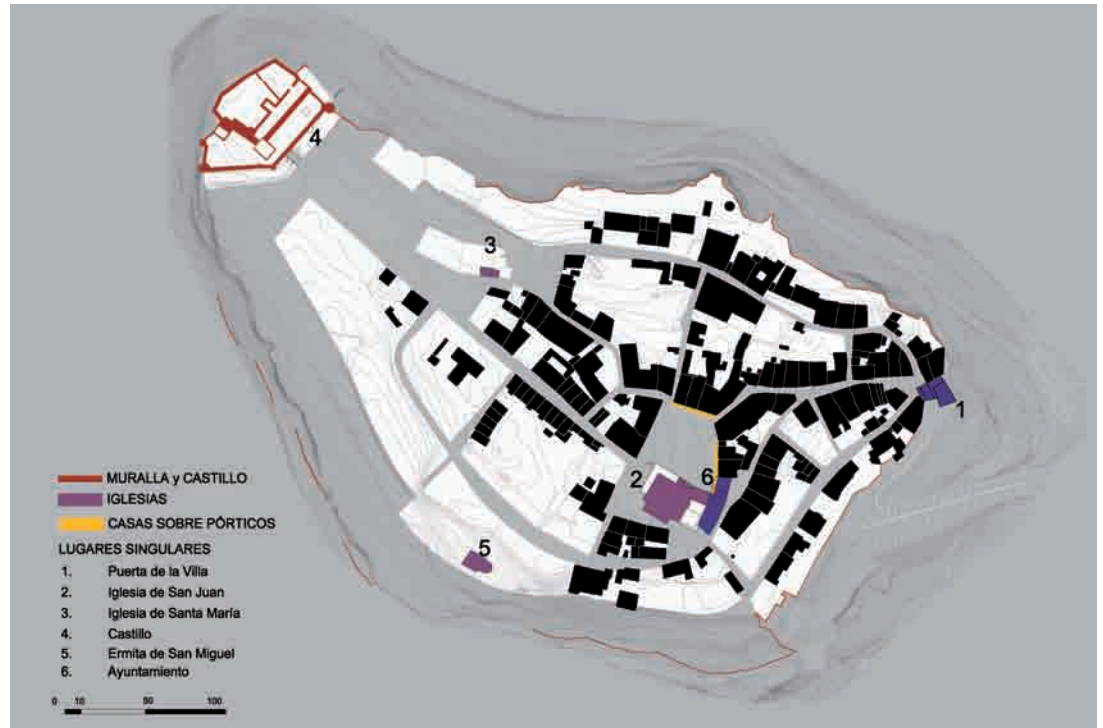 4
3
1
2
6
5
MURALLA y CASTILLO
IGLESIAS
CASAS SOBRE PÓRTICOS
LUGARES SINGULARES
1. Puerta de la Villa
2. Iglesia de San Juan
3. Iglesia de Santa María
4. Castillo
5. Ermita de San Miguel
6. Ayuntamiento
0 10 50 100